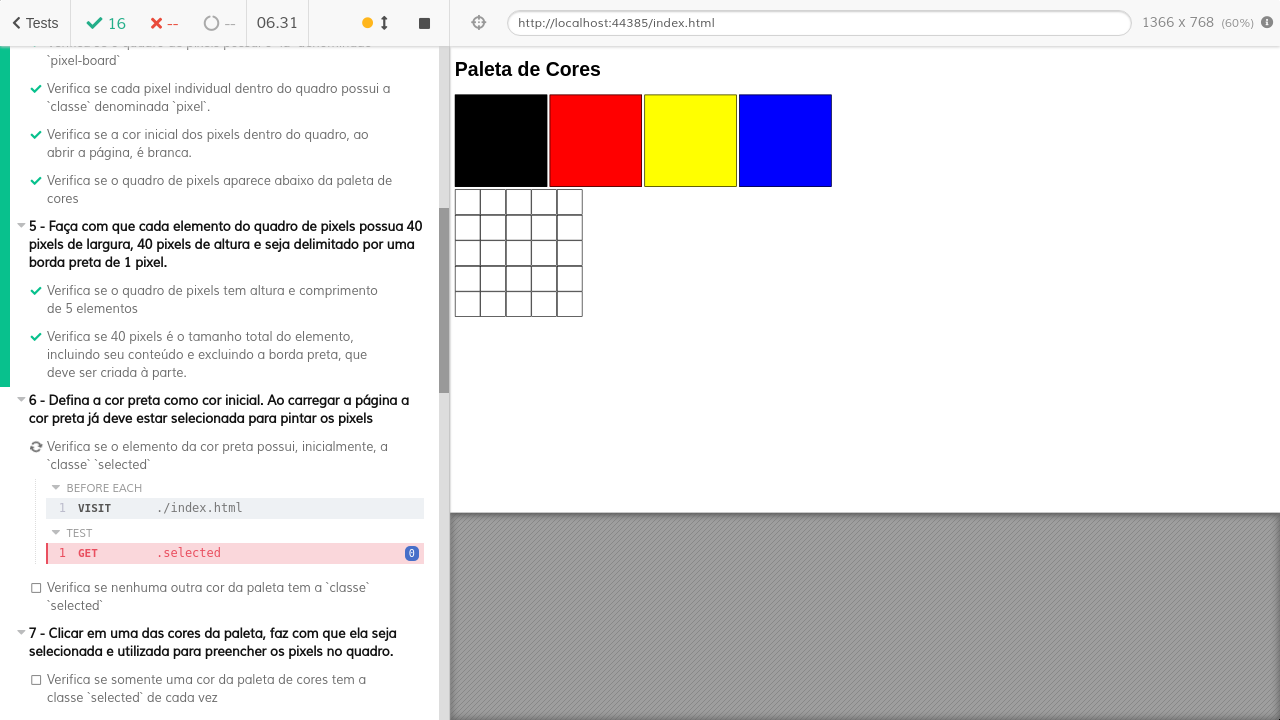 Tests
16
--
--
06.31
http://localhost:44385/index.html
1366 x 768 (60%)
`pixel-board`
Verifica se cada pixel individual dentro do quadro possui a
`classe` denominada `pixel`.
Verifica se a cor inicial dos pixels dentro do quadro, ao
abrir a página, é branca.
Verifica se o quadro de pixels aparece abaixo da paleta de
cores
5 - Faça com que cada elemento do quadro de pixels possua 40
pixels de largura, 40 pixels de altura e seja delimitado por uma
borda preta de 1 pixel.
Verifica se o quadro de pixels tem altura e comprimento
de 5 elementos
Verifica se 40 pixels é o tamanho total do elemento,
incluindo seu conteúdo e excluindo a borda preta, que
deve ser criada à parte.
6 - Defina a cor preta como cor inicial. Ao carregar a página a
cor preta já deve estar selecionada para pintar os pixels
Verifica se o elemento da cor preta possui, inicialmente, a
`classe` `selected`
BEFORE EACH
1 VISIT ./index.html
TEST
1 GET .selected 0
Verifica se nenhuma outra cor da paleta tem a `classe`
`selected`
7 - Clicar em uma das cores da paleta, faz com que ela seja
selecionada e utilizada para preencher os pixels no quadro.
Verifica se somente uma cor da paleta de cores tem a
classe `selected` de cada vez
Paleta de Cores